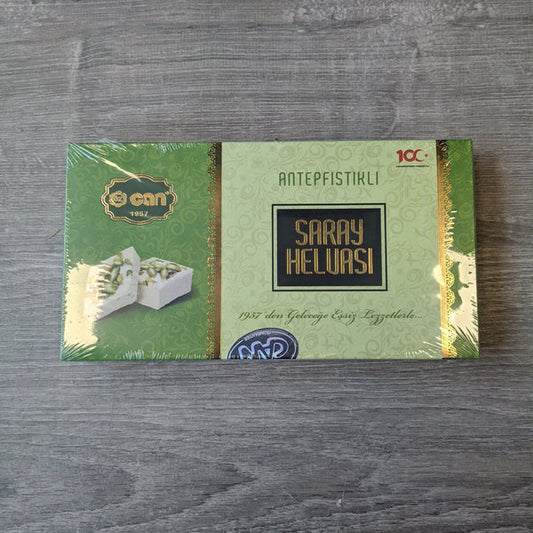 can
1957
ANTEPFISTIKLI
SARAY
HELVASI
1957'den Geleceğe Eşsiz Lezzetlerle...
100